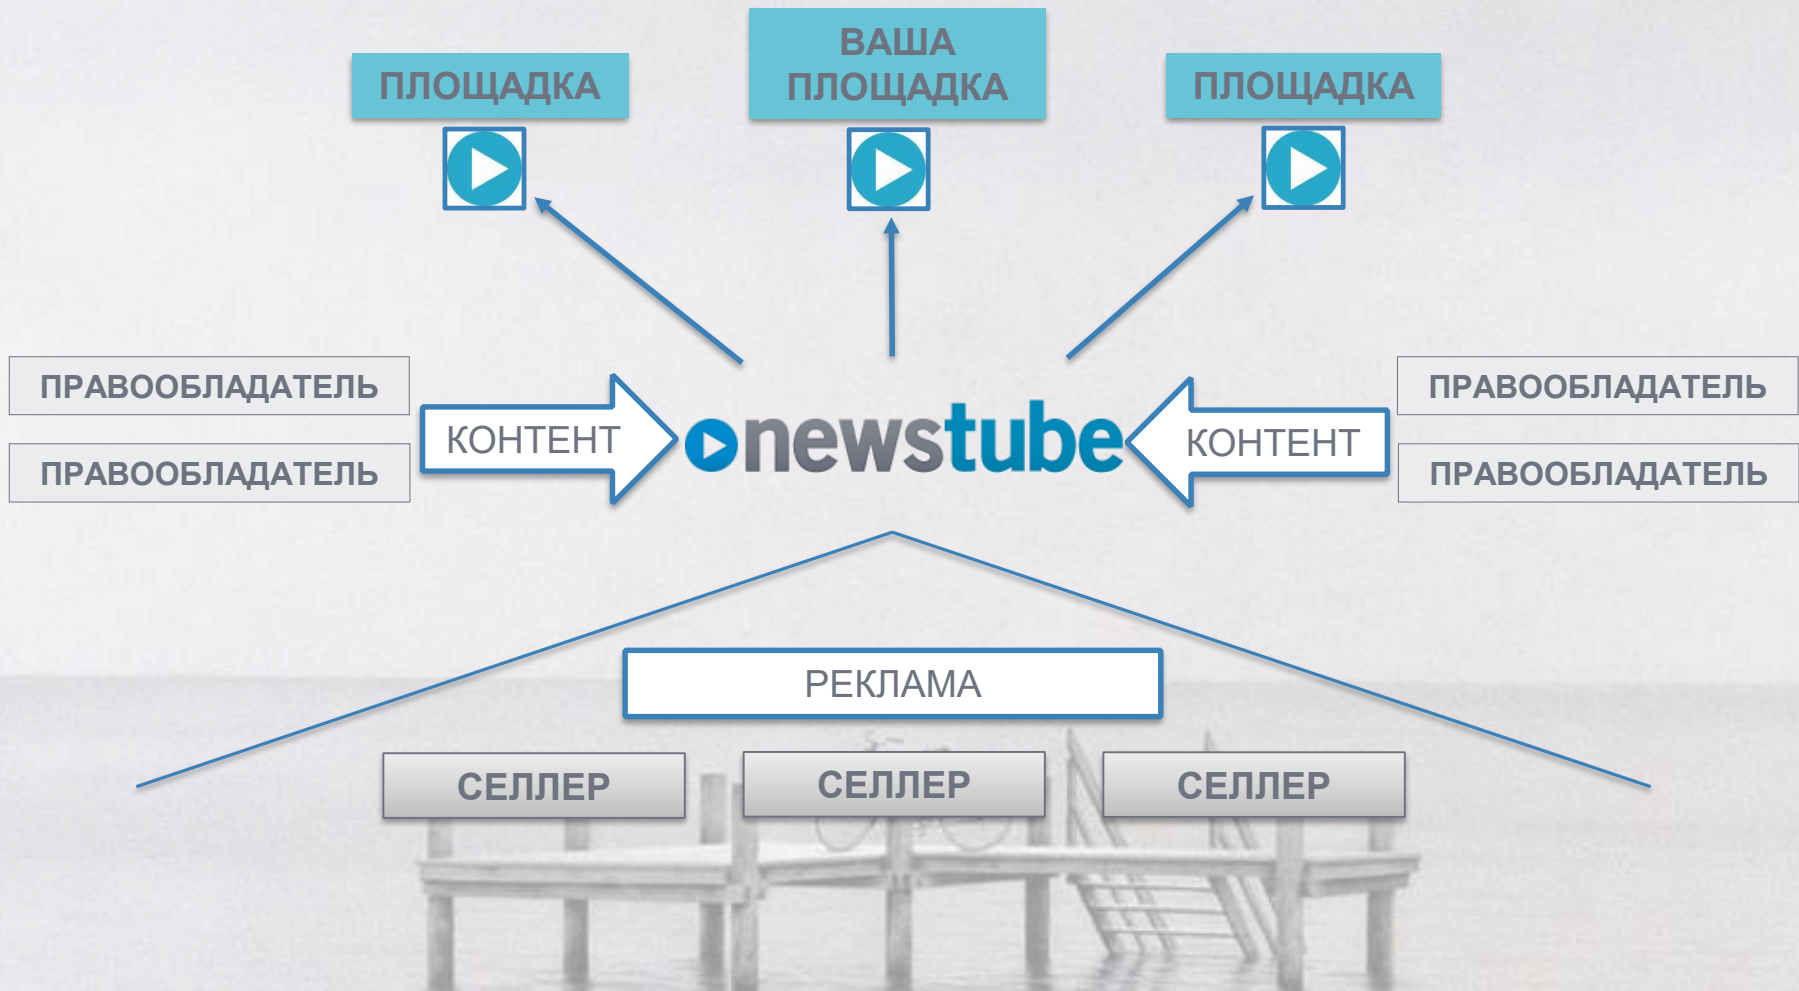 ПЛОЩАДКА
ВАША
ПЛОЩАДКА
ПЛОЩАДКА
ПРАВООБЛАДАТЕЛЬ
ПРАВООБЛАДАТЕЛЬ
КОНТЕНТ
newstube
КОНТЕНТ
ПРАВООБЛАДАТЕЛЬ
ПРАВООБЛАДАТЕЛЬ
РЕКЛАМА
СЕЛЛЕР
СЕЛЛЕР
СЕЛЛЕР